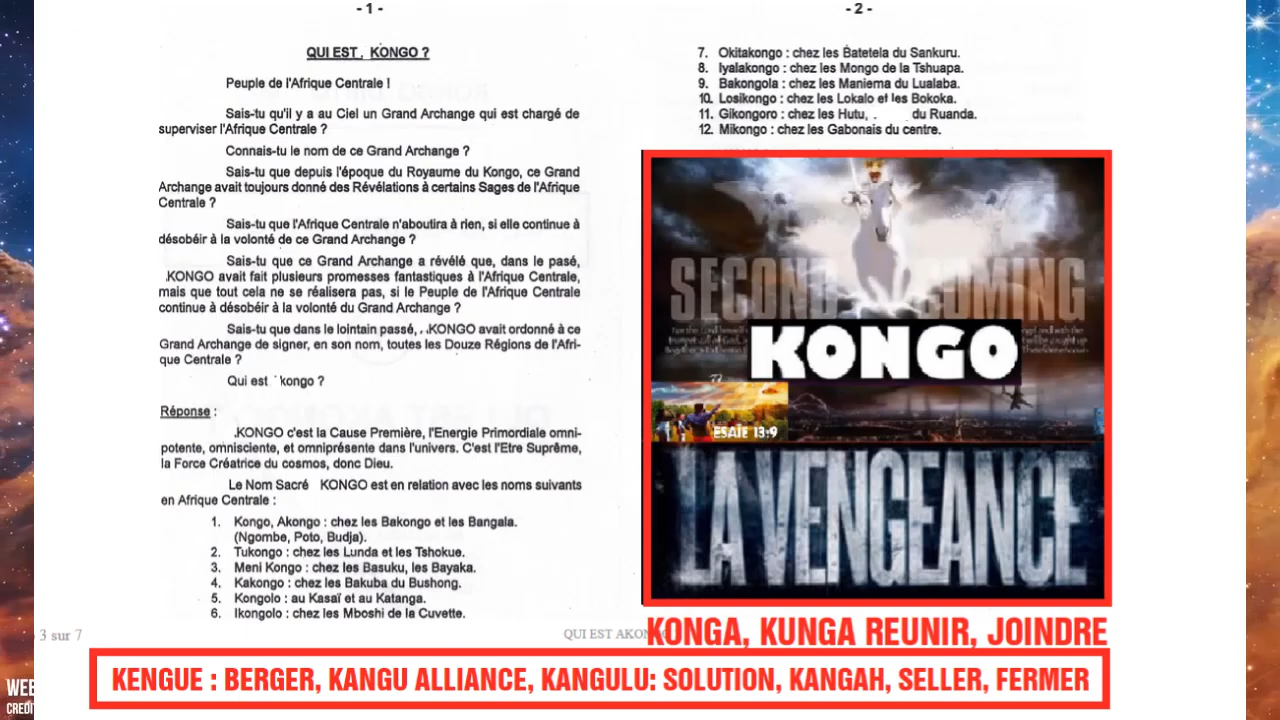 - 1 -
QUI EST . KONGO ?
Peuple de l'Afrique Centrale !
Sais-tu qu'il y a au Ciel un Grand Archange qui est chargé de
superviser l'Afrique Centrale ?
Connais-tu le nom de ce Grand Archange ?
Sais-tu que depuis l'époque du Royaume du Kongo, ce Grand
Archange avait toujours donné des Révélations à certains Sages de l'Afrique
Centrale ?
Sais-tu que l'Afrique Centrale n'aboutira à rien, si elle continue à
désobéir à la volonté de ce Grand Archange ?
Sais-tu que ce Grand Archange a révélé que, dans le pasé,
.KONGO avait fait plusieurs promesses fantastiques à l'Afrique Centrale,
mais que tout cela ne se réalisera pas, si le Peuple de l'Afrique Centrale
continue à désobéir à la volonté du Grand Archange ?
Sais-tu que dans le lointain passé, . .KONGO avait ordonné à ce
Grand Archange de signer, en son nom, toutes les Douze Régions de l'Afri-
que Centrale ?
Qui est kongo ?
Réponse :
.KONGO c'est la Cause Première, l'Energie Primordiale omni-
potente, omnisciente, et omniprésente dans l'univers. C'est l'Etre Suprême,
la Force Créatrice du cosmos, donc Dieu.
Le Nom Sacré KONGO est en relation avec les noms suivants
en Afrique Centrale :
1. Kongo, Akongo : chez les Bakongo et les Bangala.
(Ngombe, Poto, Budja).
2. Tukongo : chez les Lunda et les Tshokue.
3. Meni Kongo : chez les Basuku, les Bayaka.
4. Kakongo : chez les Bakuba du Bushong.
5. Kongolo : au Kasaï et au Katanga.
6. Ikongolo : chez les Mboshi de la Cuvette.
3 sur 7
QUI EST AKON
- 2 -
7. Okitakongo : chez les Batetela du Sankuru.
8. Iyalakongo : chez les Mongo de la Tshuapa.
9. Bakongola : chez les Maniema du Lualaba.
10. Losikongo : chez les Lokalo et les Bokoka.
11. Gikongoro : chez les Hutu, . du Ruanda.
12. Mikongo : chez les Gabonais du centre.
SECOND COMING
KONGO
ESAÏE 13:9
LA VENGEANCE
KONGA, KUNGA REUNIR, JOINDRE
KENGUE : BERGER, KANGU ALLIANCE, KANGULU: SOLUTION, KANGAH, SELLER, FERMER
WEB
CREDIT